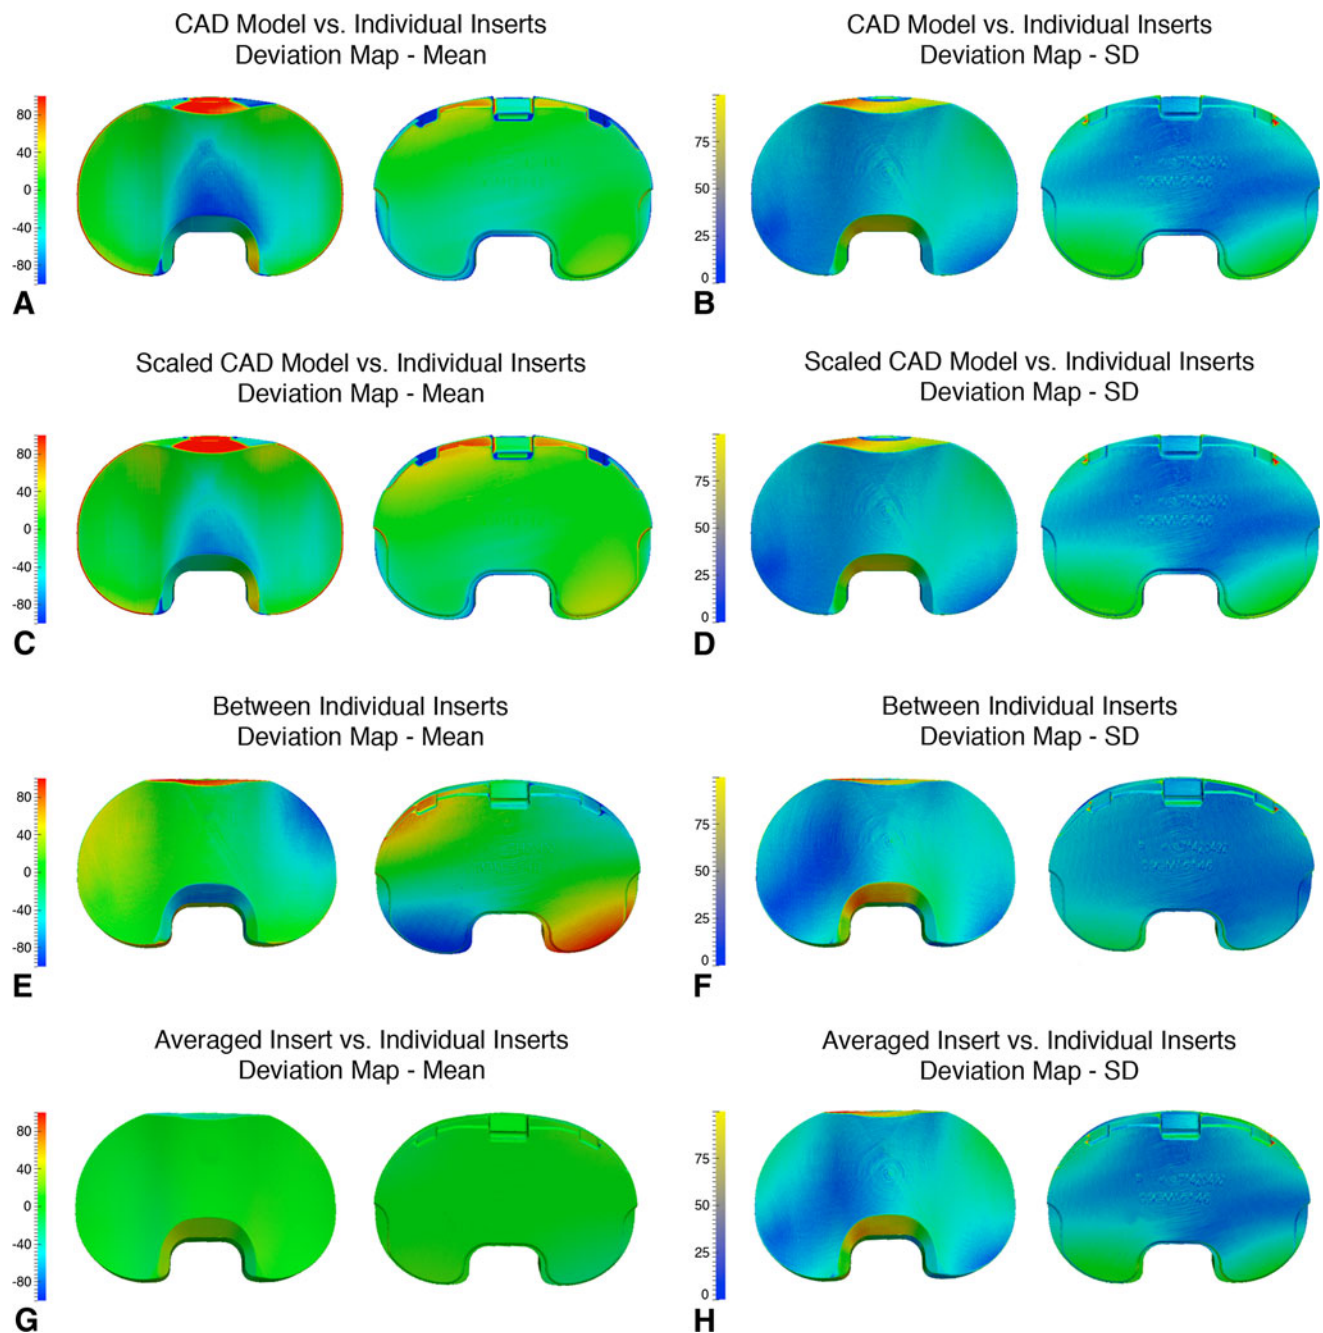 CAD Model vs. Individual Inserts
Deviation Map - Mean
80
40
0
-40
-80
A
CAD Model vs. Individual Inserts
Deviation Map - SD
75
50
25
0
B
Scaled CAD Model vs. Individual Inserts
Deviation Map - Mean
80
40
0
-40
-80
C
Scaled CAD Model vs. Individual Inserts
Deviation Map - SD
75
50
25
0
D
Between Individual Inserts
Deviation Map - Mean
80
40
0
-40
-80
E
Between Individual Inserts
Deviation Map - SD
75
50
25
0
F
Averaged Insert vs. Individual Inserts
Deviation Map - Mean
80
40
0
-40
-80
G
Averaged Insert vs. Individual Inserts
Deviation Map - SD
75
50
25
0
H